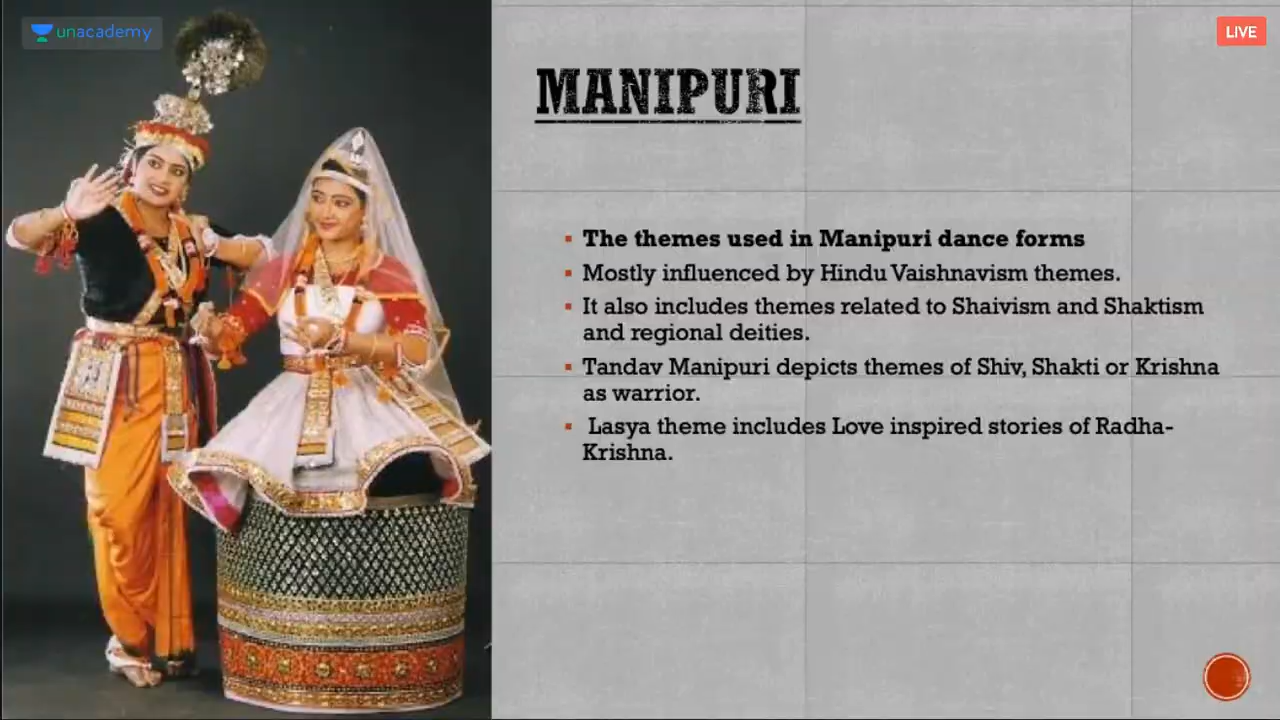 unacademy
LIVE
MANIPURI
The themes used in Manipuri dance forms
Mostly influenced by Hindu Vaishnavism themes.
It also includes themes related to Shaivism and Shaktism
and regional deities.
Tandav Manipuri depicts themes of Shiv, Shakti or Krishna
as warrior.
Lasya theme includes Love inspired stories of Radha-
Krishna.